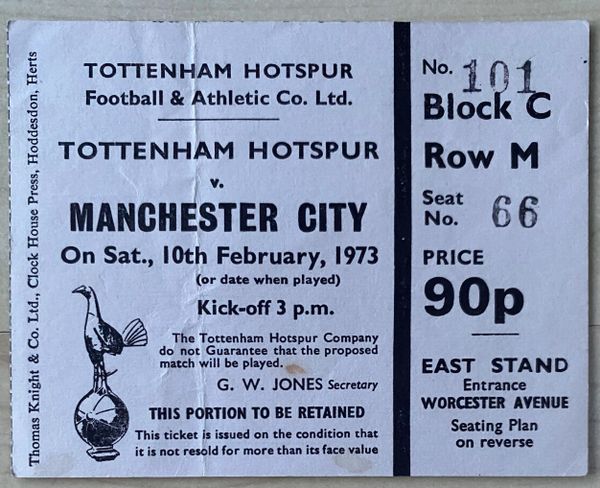 Thomas Knight & Co. Ltd., Clock House Press, Hoddesdon, Herts
TOTTENHAM HOTSPUR
Football & Athletic Co. Ltd.
TOTTENHAM HOTSPUR
v.
MANCHESTER CITY
On Sat., 10th February, 1973
(or date when played)
Kick-off 3 p.m.
The Tottenham Hotspur Company
do not Guarantee that the proposed
match will be played.
G. W. JONES Secretary
THIS PORTION TO BE RETAINED
This ticket is issued on the condition that
it is not resold for more than its face value
No. 101
Block C
Row M
Seat
No. 66
PRICE
90p
EAST STAND
Entrance
WORCESTER AVENUE
Seating Plan
on reverse